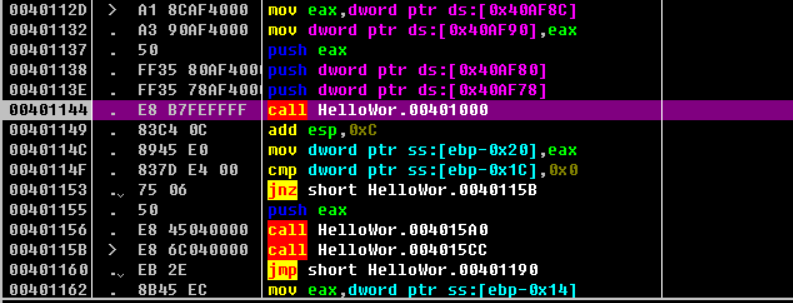 0040112D > A1 8CAF4000 mov eax,dword ptr ds:[0x40AF8C]
00401132 . A3 90AF4000 mov dword ptr ds:[0x40AF90],eax
00401137 . 50 push eax
00401138 . FF35 80AF400 push dword ptr ds:[0x40AF80]
0040113E . FF35 78AF400 push dword ptr ds:[0x40AF78]
00401144 . E8 B7FEFFFF call HelloWor.00401000
00401149 . 83C4 0C add esp,0xC
0040114C . 8945 E0 mov dword ptr ss:[ebp-0x20],eax
0040114F . 837D E4 00 cmp dword ptr ss:[ebp-0x1C],0x0
00401153 .⌄ 75 06 jnz short HelloWor.0040115B
00401155 . 50 push eax
00401156 . E8 45040000 call HelloWor.004015A0
0040115B > E8 6C040000 call HelloWor.004015CC
00401160 .⌄ EB 2E jmp short HelloWor.00401190
00401162 . 8B45 EC mov eax,dword ptr ss:[ebp-0x14]